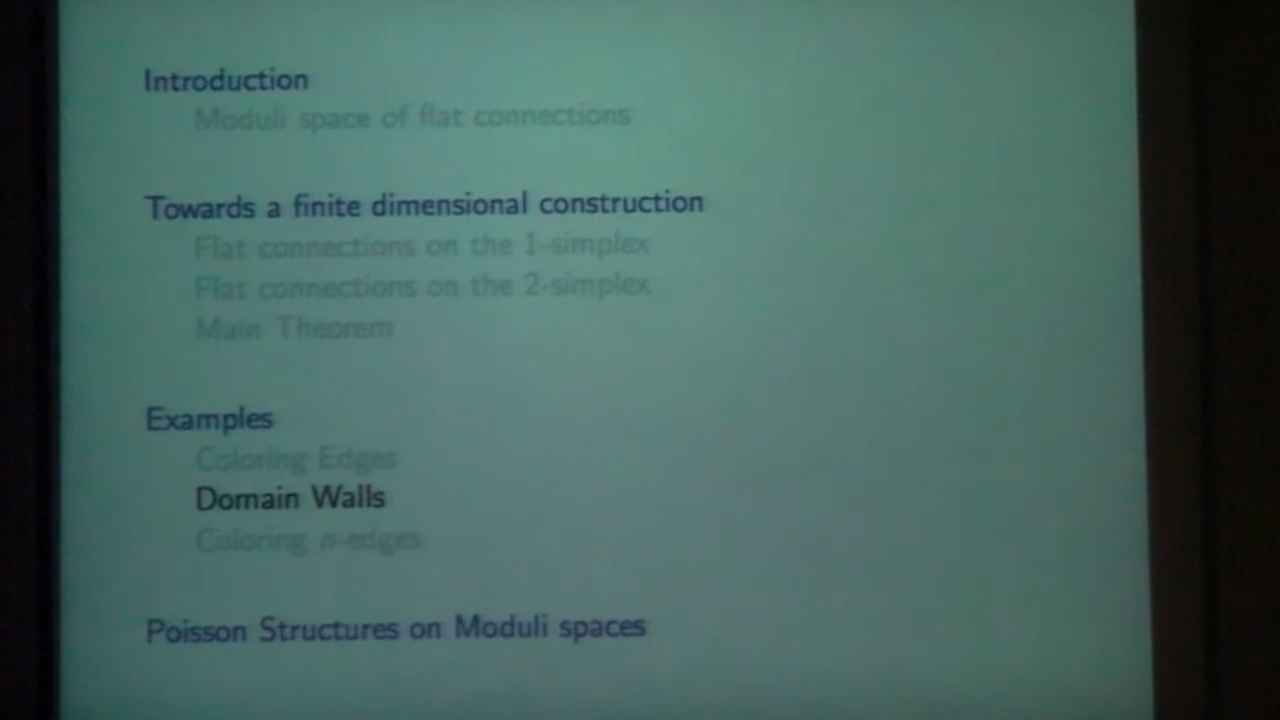 Introduction
Moduli space of flat connections
Towards a finite dimensional construction
Flat connections on the 1-simplex
Flat connections on the 2-simplex
Main Theorem
Examples
Coloring Edges
Domain Walls
Coloring n-edges
Poisson Structures on Moduli spaces